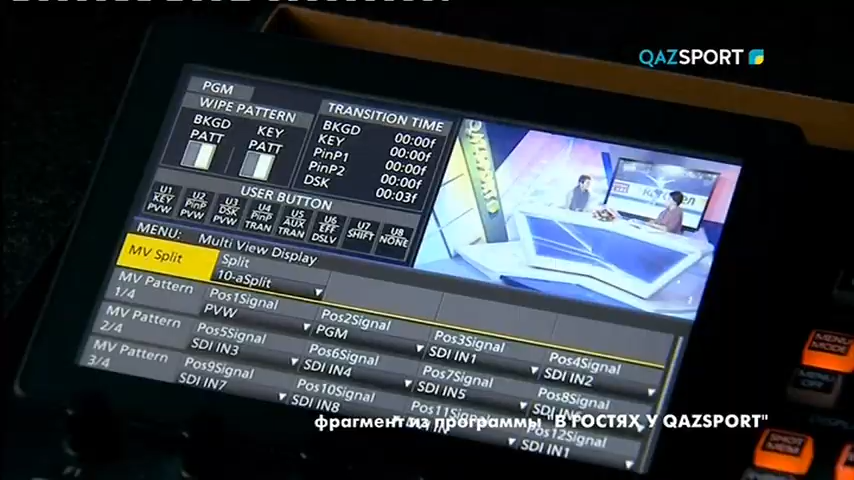 QAZSPORT
PGM
WIPE PATTERN
BKGD KEY
PATT PATT
TRANSITION TIME
BKGD 00:00f
KEY 00:00f
PinP1 00:00f
PinP2 00:00f
DSK 00:03f
USER BUTTON
U1 KEY PVW
U2 PinP PVW
U3 DSK PVW
U4 PinP TRAN
U5 AUX TRAN
U6 EFF DSLV
U7 SHIFT
U8 NONE
MENU: Multi View Display
MV Split
Split
10-aSplit
MV Pattern 1/4
Pos1Signal PVW
Pos2Signal PGM
Pos3Signal SDI IN1
Pos4Signal SDI IN2
MV Pattern 2/4
Pos5Signal SDI IN3
Pos6Signal SDI IN4
Pos7Signal SDI IN5
Pos8Signal SDI IN6
MV Pattern 3/4
Pos9Signal SDI IN7
Pos10Signal SDI IN8
Pos11Signal
Pos12Signal SDI IN1
MENU MODE
фрагмент из программы "В ГОСТЯХ У QAZSPORT"